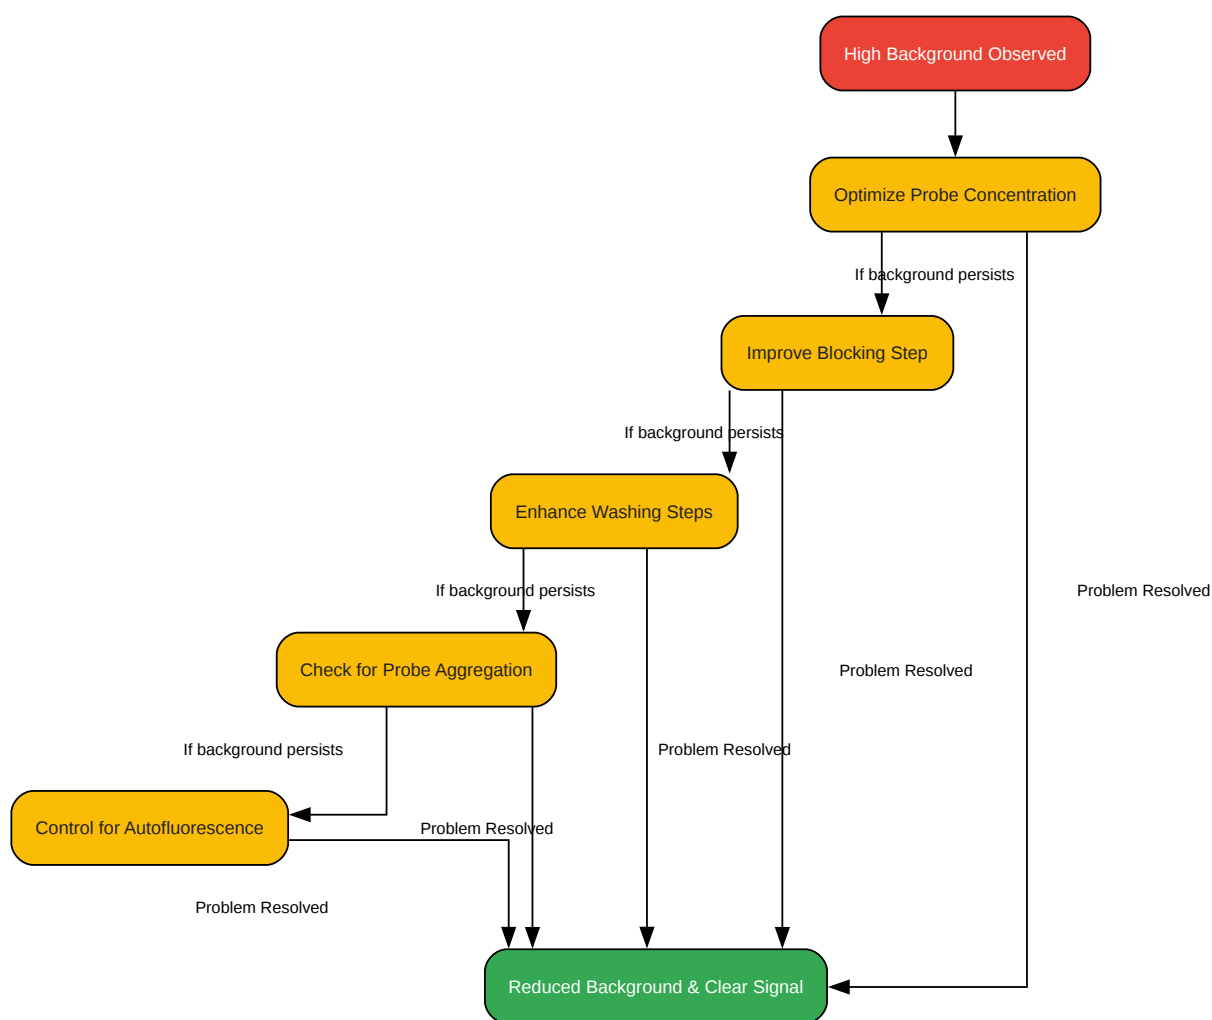 High Background Observed
Optimize Probe Concentration
If background persists
Improve Blocking Step
If background persists
Enhance Washing Steps
If background persists
Problem Resolved
Check for Probe Aggregation
Problem Resolved
If background persists
Problem Resolved
Control for Autofluorescence
Problem Resolved
Problem Resolved
Reduced Background & Clear Signal